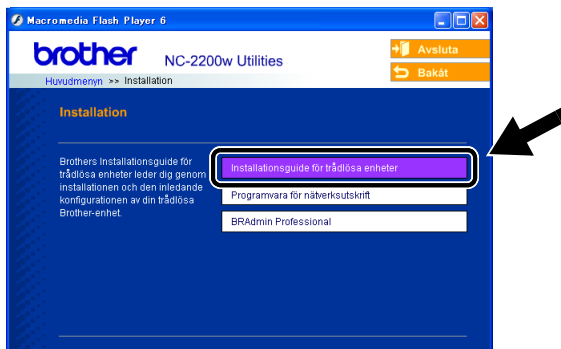 Macromedia Flash Player 6
brother
NC-2200w Utilities
Avsluta
Bakåt
Huvudmenyn >> Installation
Installation
Brothers Installationsguide för
trådlösa enheter leder dig genom
installationen och den inledande
konfigurationen av din trådlösa
Brother-enhet.
Installationsguide för trådlösa enheter
Programvara för nätverksutskrift
BRAdmin Professional